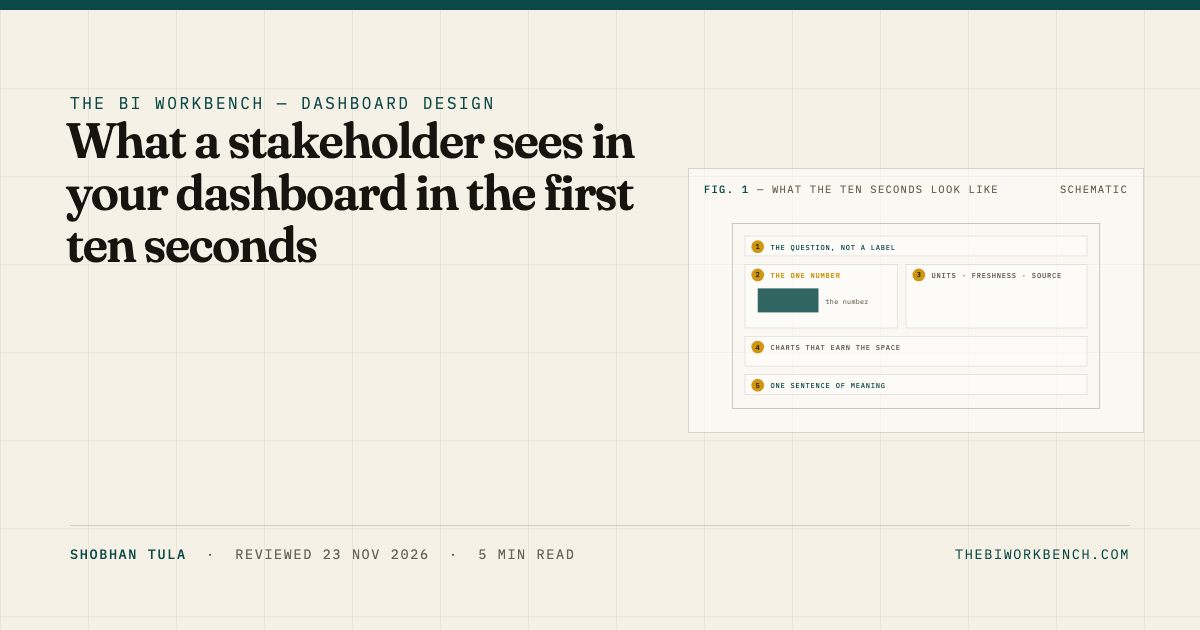 THE BI WORKBENCH — DASHBOARD DESIGN
What a stakeholder sees in
your dashboard in the first
ten seconds
FIG. 1 — WHAT THE TEN SECONDS LOOK LIKE
SCHEMATIC
1 THE QUESTION, NOT A LABEL
2 THE ONE NUMBER
the number
3 UNITS · FRESHNESS · SOURCE
4 CHARTS THAT EARN THE SPACE
5 ONE SENTENCE OF MEANING
SHOBHAN TULA · REVIEWED 23 NOV 2026 · 5 MIN READ
THEBIWORKBENCH.COM